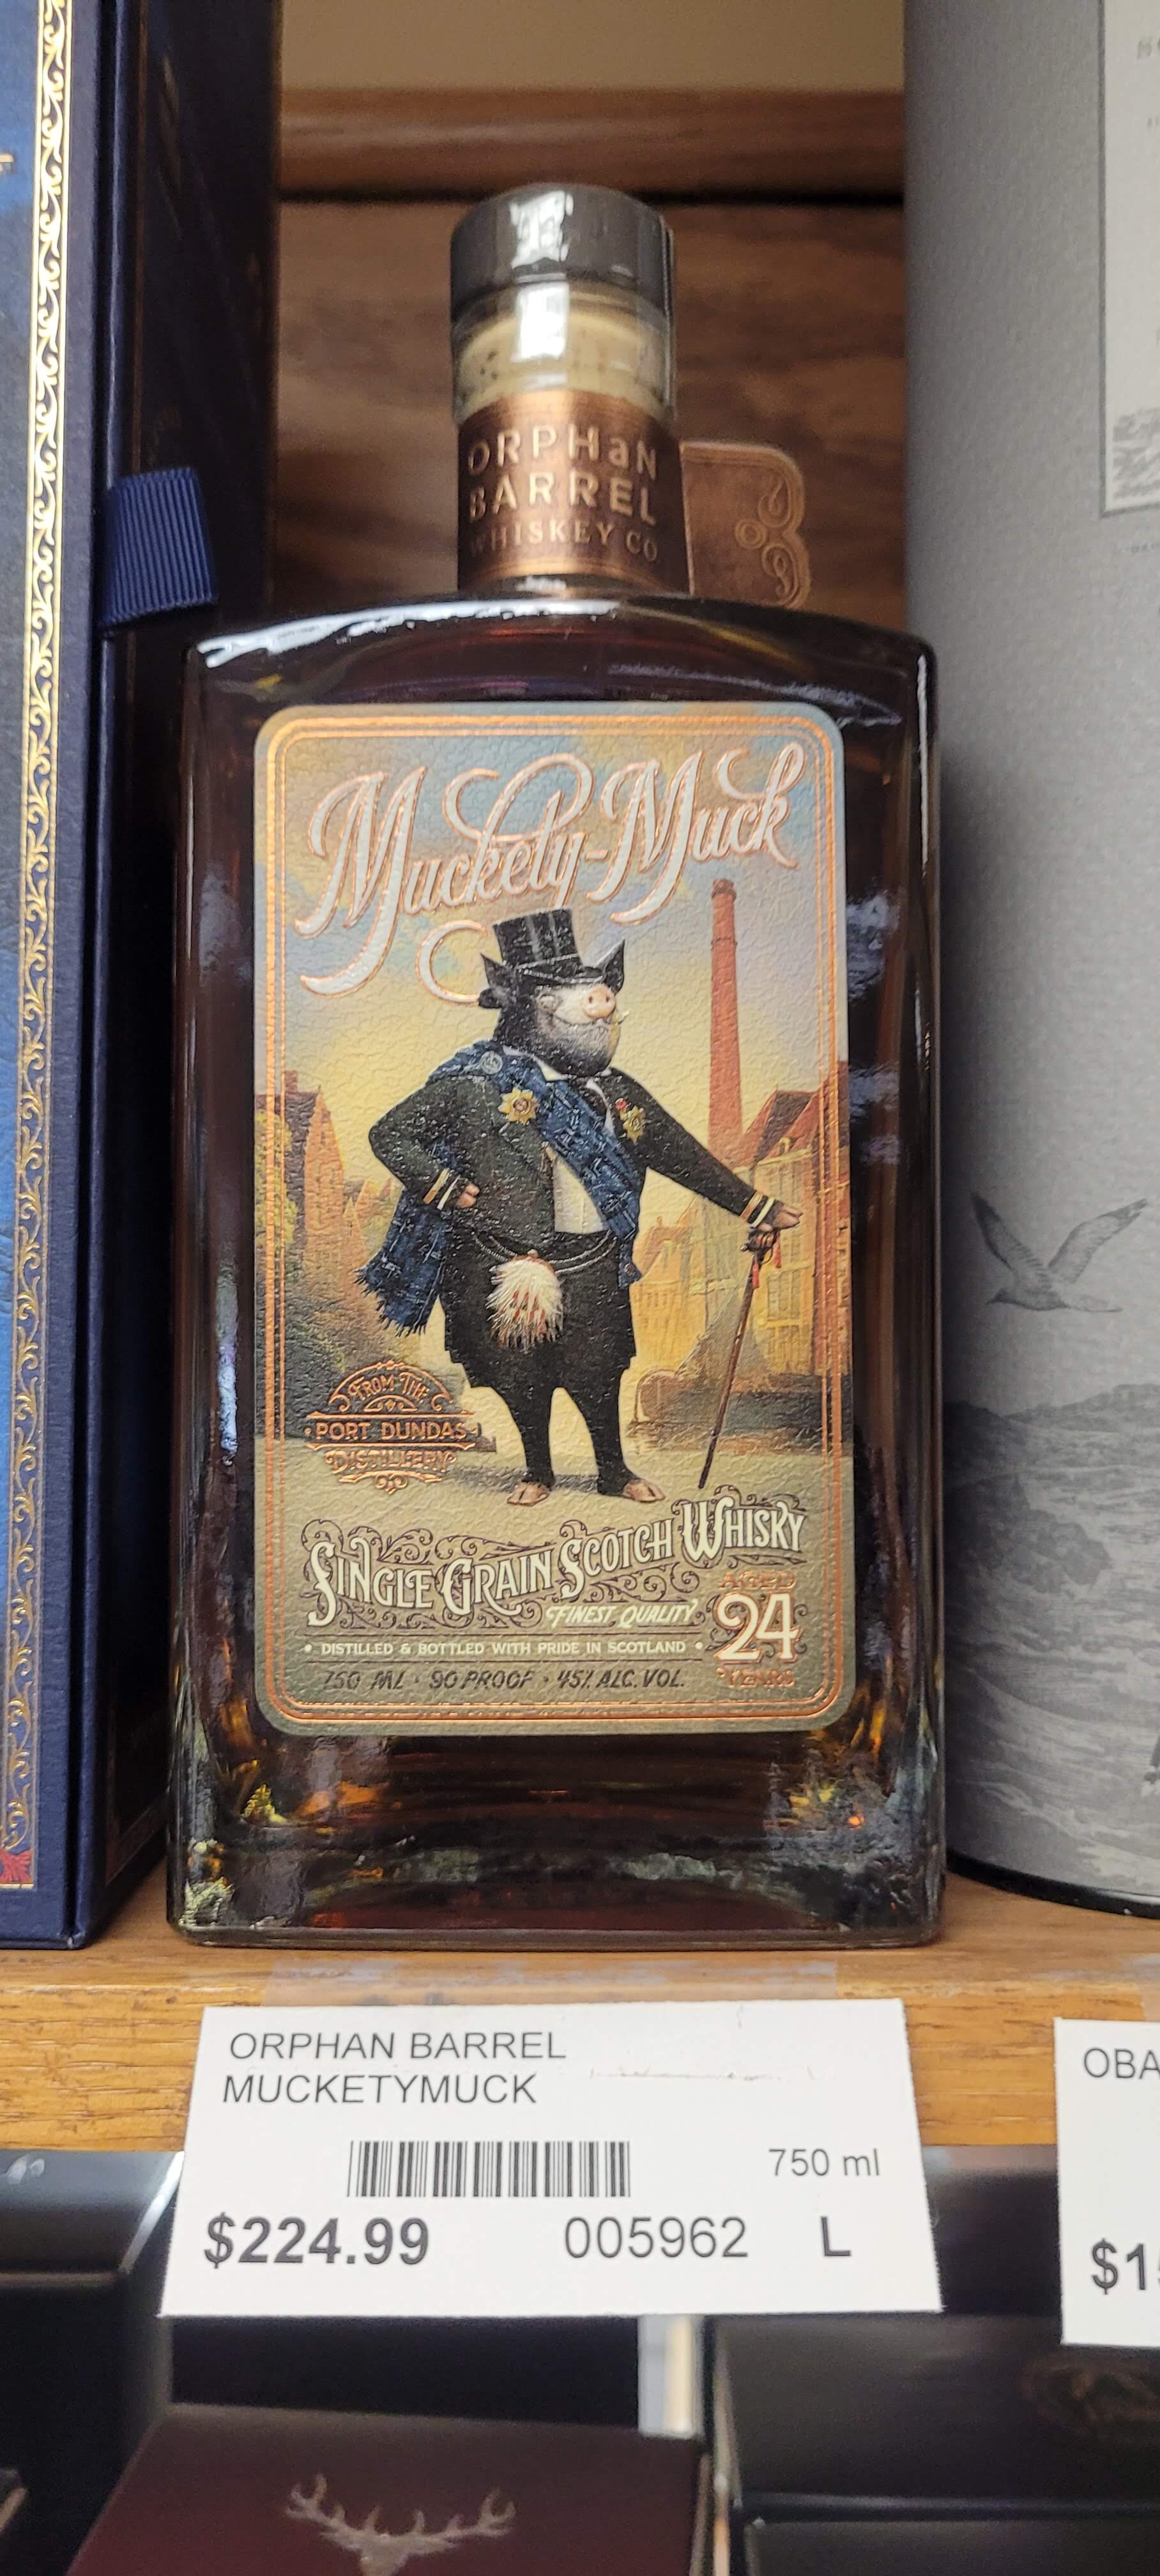 ORPHaN
BARREL
WHISKEY CO
Muckety-Muck
FROM THE
PORT DUNDAS
DISTILLERY
SINGLE GRAIN SCOTCH WHISKY
FINEST QUALITY
AGED
24
YEARS
• DISTILLED & BOTTLED WITH PRIDE IN SCOTLAND •
750 ML · 90 PROOF · 45% ALC. VOL.
ORPHAN BARREL
MUCKETYMUCK
750 ml
$224.99 005962 L
OBA
$1